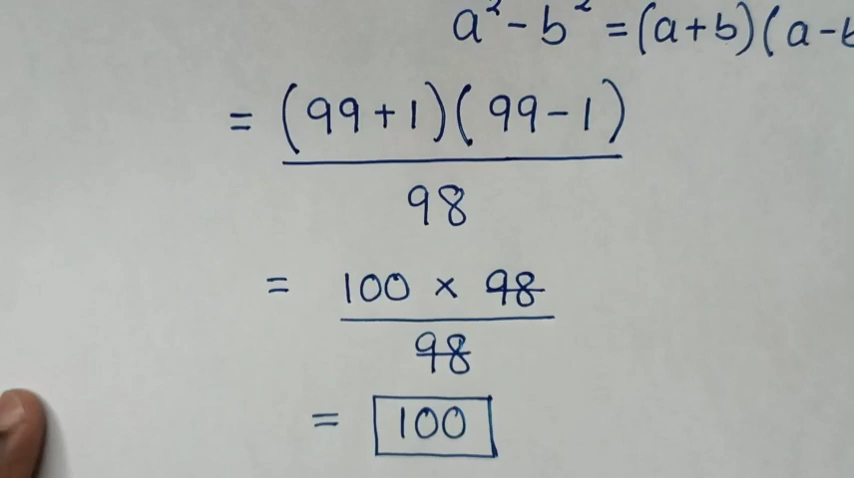 a² - b² = (a+b)(a-b
= (99+1)(99-1)
98
= 100 × 98
98
= 100